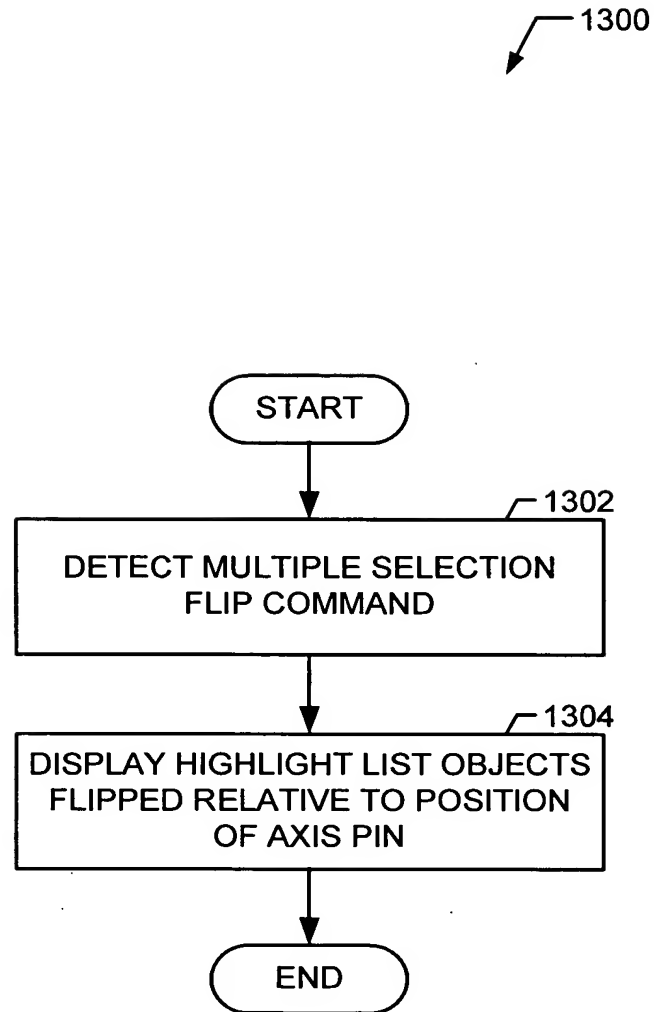 1300
START
1302
DETECT MULTIPLE SELECTION
FLIP COMMAND
1304
DISPLAY HIGHLIGHT LIST OBJECTS
FLIPPED RELATIVE TO POSITION
OF AXIS PIN
END